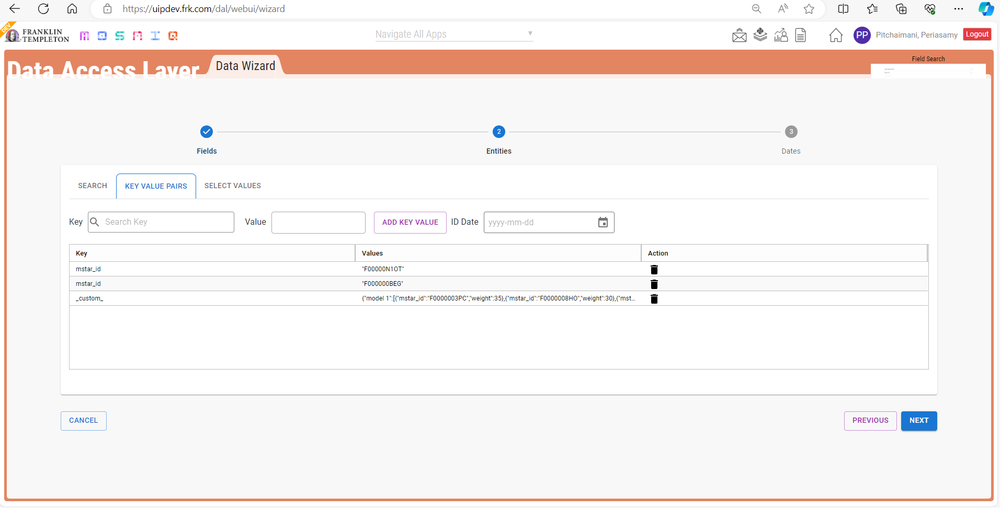 https://uipdev.frk.com/dal/webui/wizard
DEV
FRANKLIN
TEMPLETON
MOSAIQ
Navigate All Apps
PP
Pitchaimani, Periasamy
Logout
Data Access Layer
Data Wizard
Field Search
2
3
Fields
Entities
Dates
SEARCH
KEY VALUE PAIRS
SELECT VALUES
Key
Search Key
Value
ADD KEY VALUE
ID Date
yyyy-mm-dd
Key
Values
Action
mstar_id
"F00000N1OT"
mstar_id
"F000000BEG"
_custom_
{"model 1":[{"mstar_id":"F0000003PC","weight":35},{"mstar_id":"F0000008HO","weight":30},{"mst...
CANCEL
PREVIOUS
NEXT